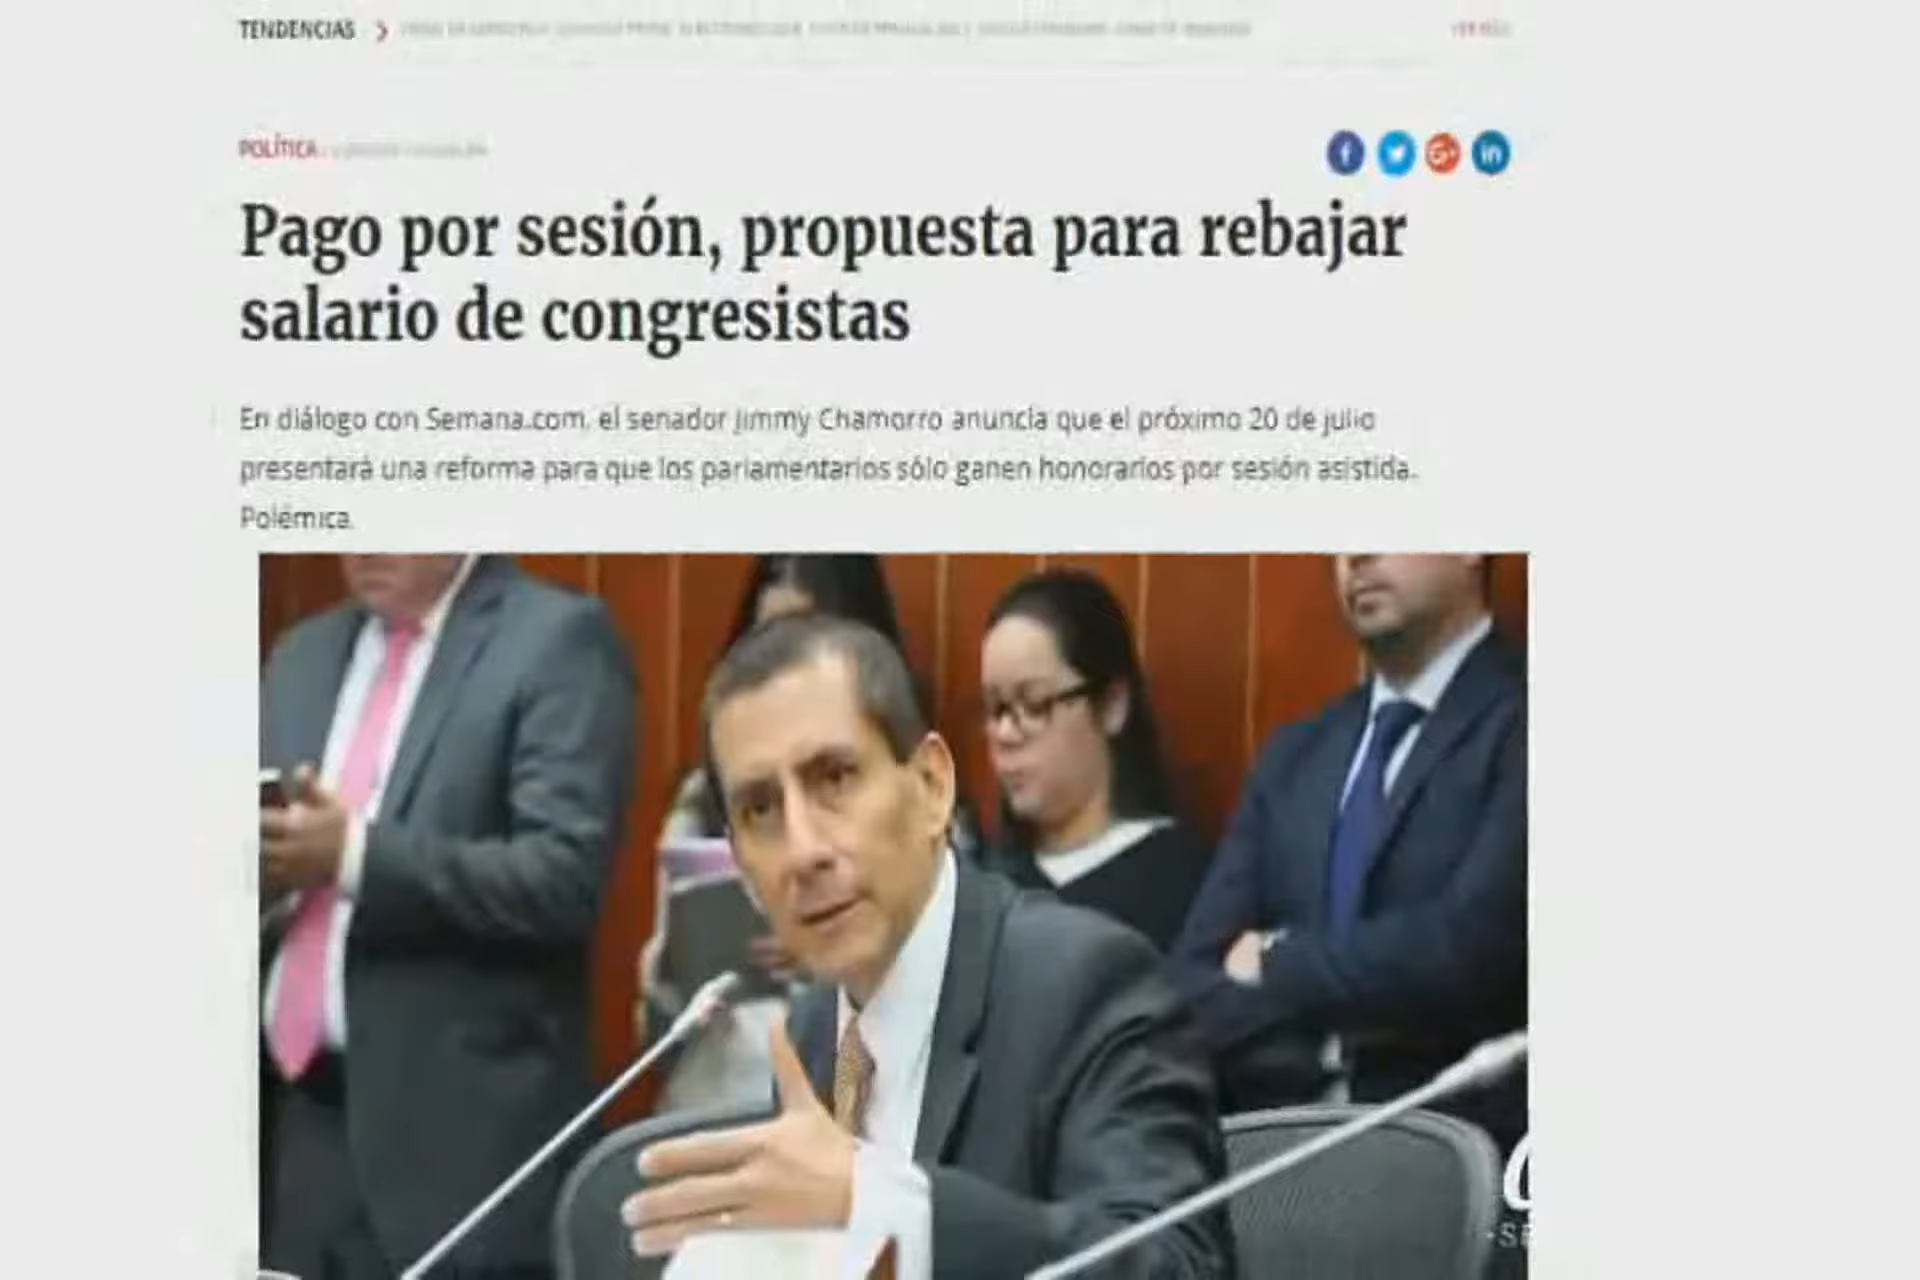 TENDENCIAS
POLÍTICA
Pago por sesión, propuesta para rebajar
salario de congresistas
En diálogo con Semana.com, el senador Jimmy Chamorro anuncia que el próximo 20 de julio
presentará una reforma para que los parlamentarios sólo ganen honorarios por sesión asistida.
Polémica.